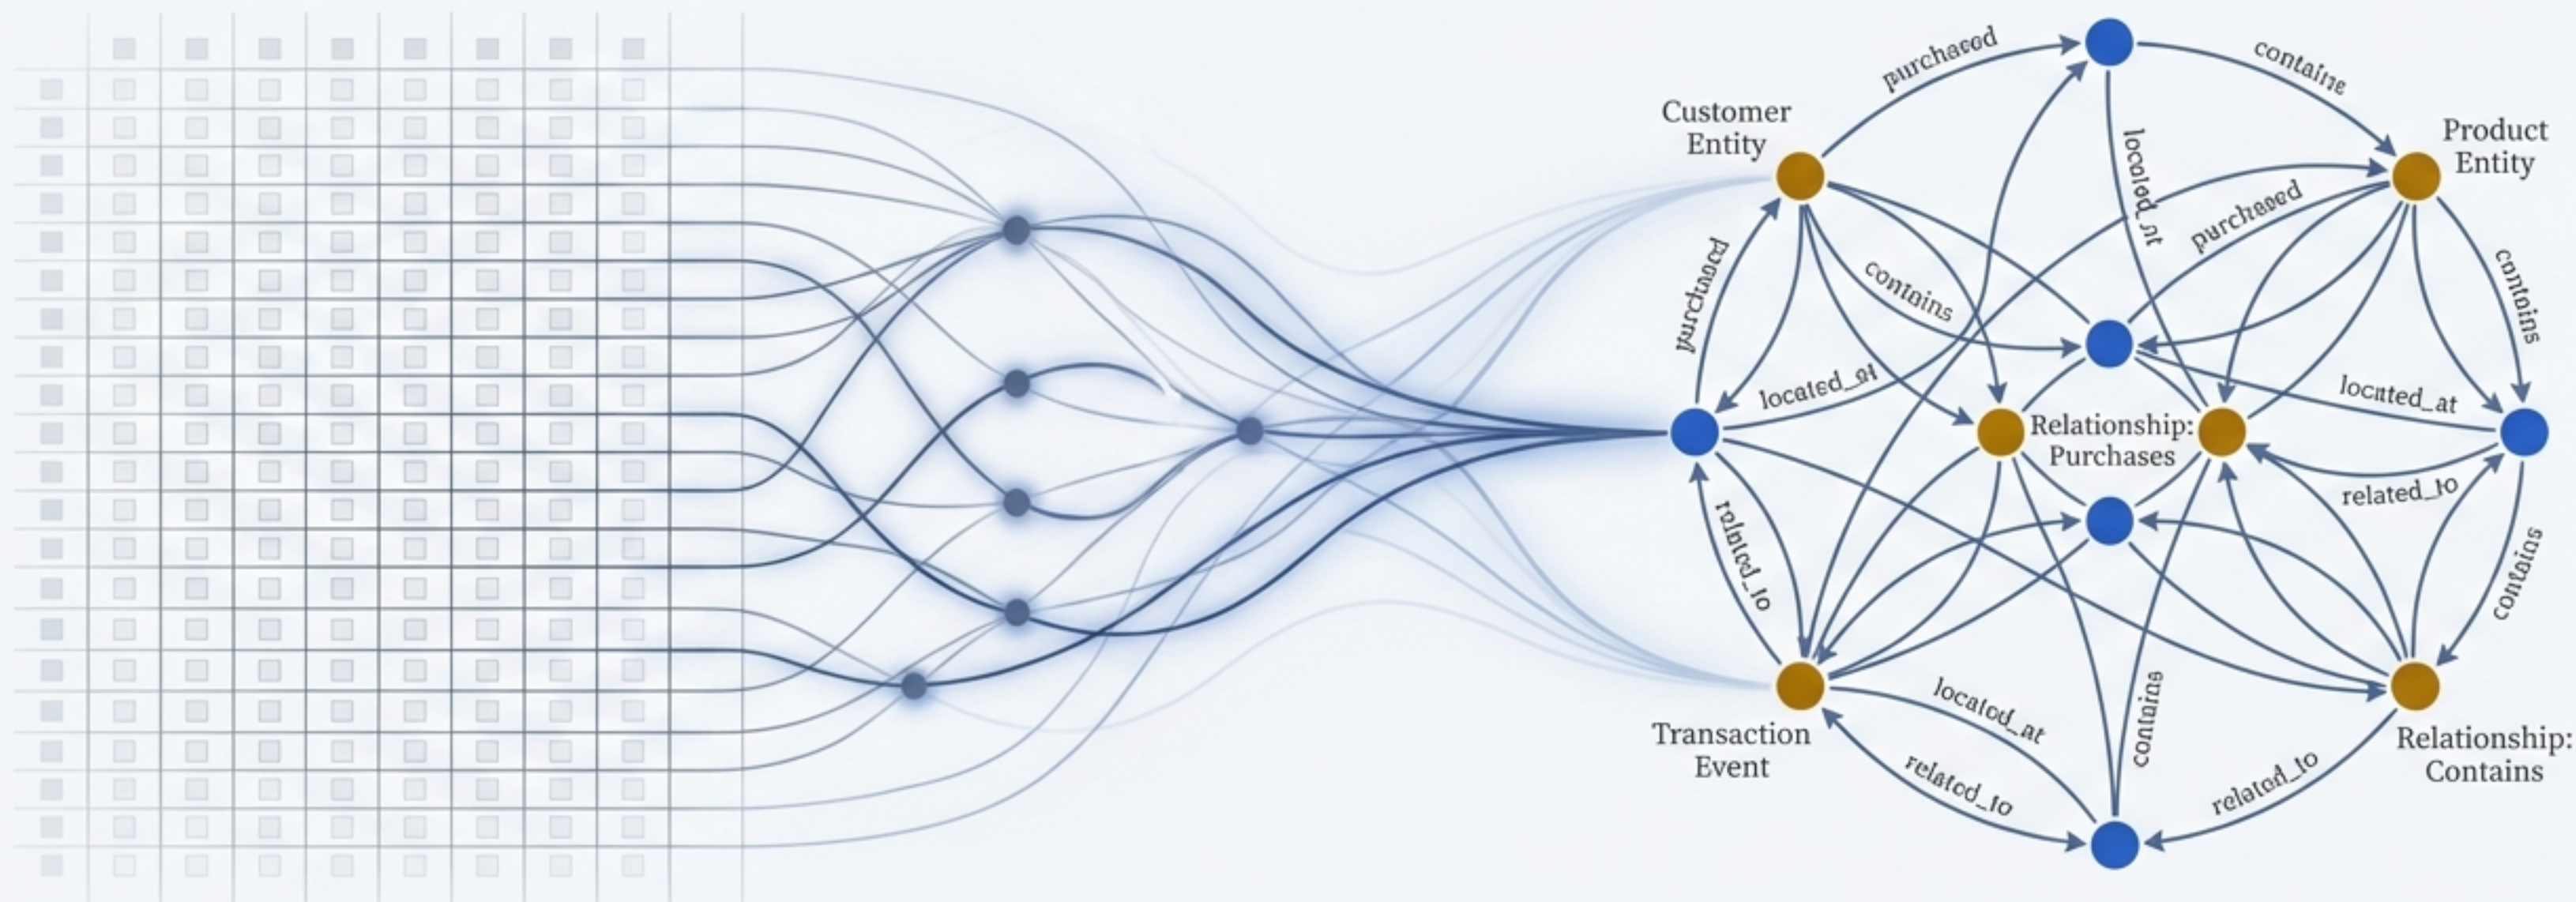 purchased
contains
Customer
Entity
Product
Entity
located_at
purchased
purchased
contains
contains
located_at
located_at
Relationship:
Purchases
related_to
related_to
contains
located_at
contains
Transaction
Event
related_to
related_to
Relationship:
Contains